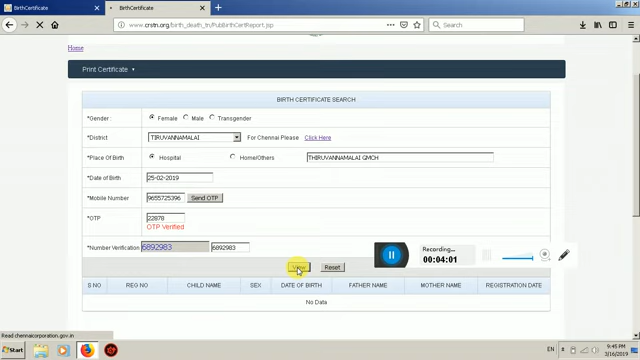 BirthCertificate
BirthCertificate
www.crstn.org/birth_death_tn/PubBirthCertReport.jsp
Search
Home
Print Certificate
BIRTH CERTIFICATE SEARCH
*Gender : Female Male Transgender
*District TIRUVANNAMALAI For Chennai Please Click Here
*Place Of Birth Hospital Home/Others THIRUVANNAMALAI GMCH
*Date of Birth 25-02-2019
*Mobile Number 9655725396 Send OTP
*OTP 22878
OTP Verified
*Number Verification 6892983 6892983
View Reset
S NO REG NO CHILD NAME SEX DATE OF BIRTH FATHER NAME MOTHER NAME REGISTRATION DATE
No Data
Recording...
00:04:01
Read chennaicorporation.gov.in
Start
EN
9:45 PM
3/16/2019